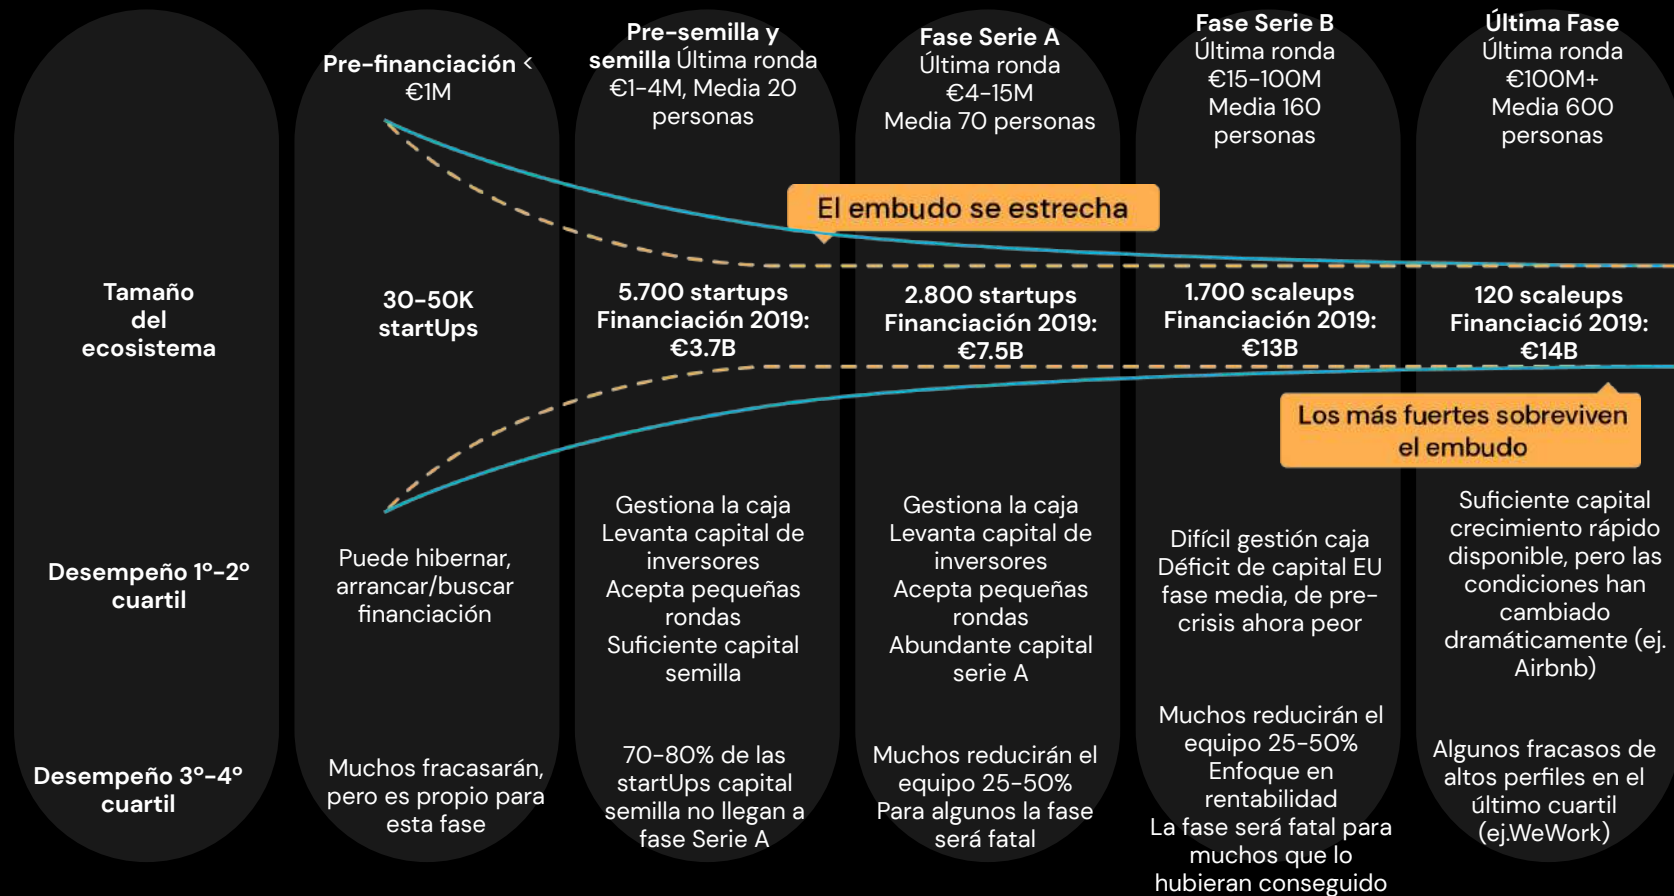 Pre-financiación <
€1M
Pre-semilla y
semilla Última ronda
€1-4M, Media 20
personas
Fase Serie A
Última ronda
€4-15M
Media 70 personas
Fase Serie B
Última ronda
€15-100M
Media 160
personas
Última Fase
Última ronda
€100M+
Media 600
personas
El embudo se estrecha
Tamaño
del
ecosistema
30-50K
startUps
5.700 startups
Financiación 2019:
€3.7B
2.800 startups
Financiación 2019:
€7.5B
1.700 scaleups
Financiación 2019:
€13B
120 scaleups
Financiació 2019:
€14B
Los más fuertes sobreviven
el embudo
Desempeño 1º-2º
cuartil
Puede hibernar,
arrancar/buscar
financiación
Gestiona la caja
Levanta capital de
inversores
Acepta pequeñas
rondas
Suficiente capital
semilla
Gestiona la caja
Levanta capital de
inversores
Acepta pequeñas
rondas
Abundante capital
serie A
Difícil gestión caja
Déficit de capital EU
fase media, de pre-
crisis ahora peor
Suficiente capital
crecimiento rápido
disponible, pero las
condiciones han
cambiado
dramáticamente (ej.
Airbnb)
Desempeño 3º-4º
cuartil
Muchos fracasarán,
pero es propio para
esta fase
70-80% de las
startUps capital
semilla no llegan a
fase Serie A
Muchos reducirán el
equipo 25-50%
Para algunos la fase
será fatal
Muchos reducirán el
equipo 25-50%
Enfoque en
rentabilidad
La fase será fatal para
muchos que lo
hubieran conseguido
Algunos fracasos de
altos perfiles en el
último cuartil
(ej.WeWork)